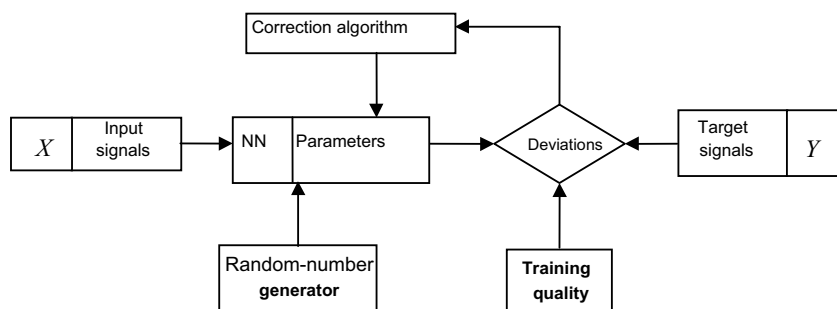 Correction algorithm
X
Input
signals
NN
Parameters
Deviations
Target
signals
Y
Random-number
generator
Training
quality